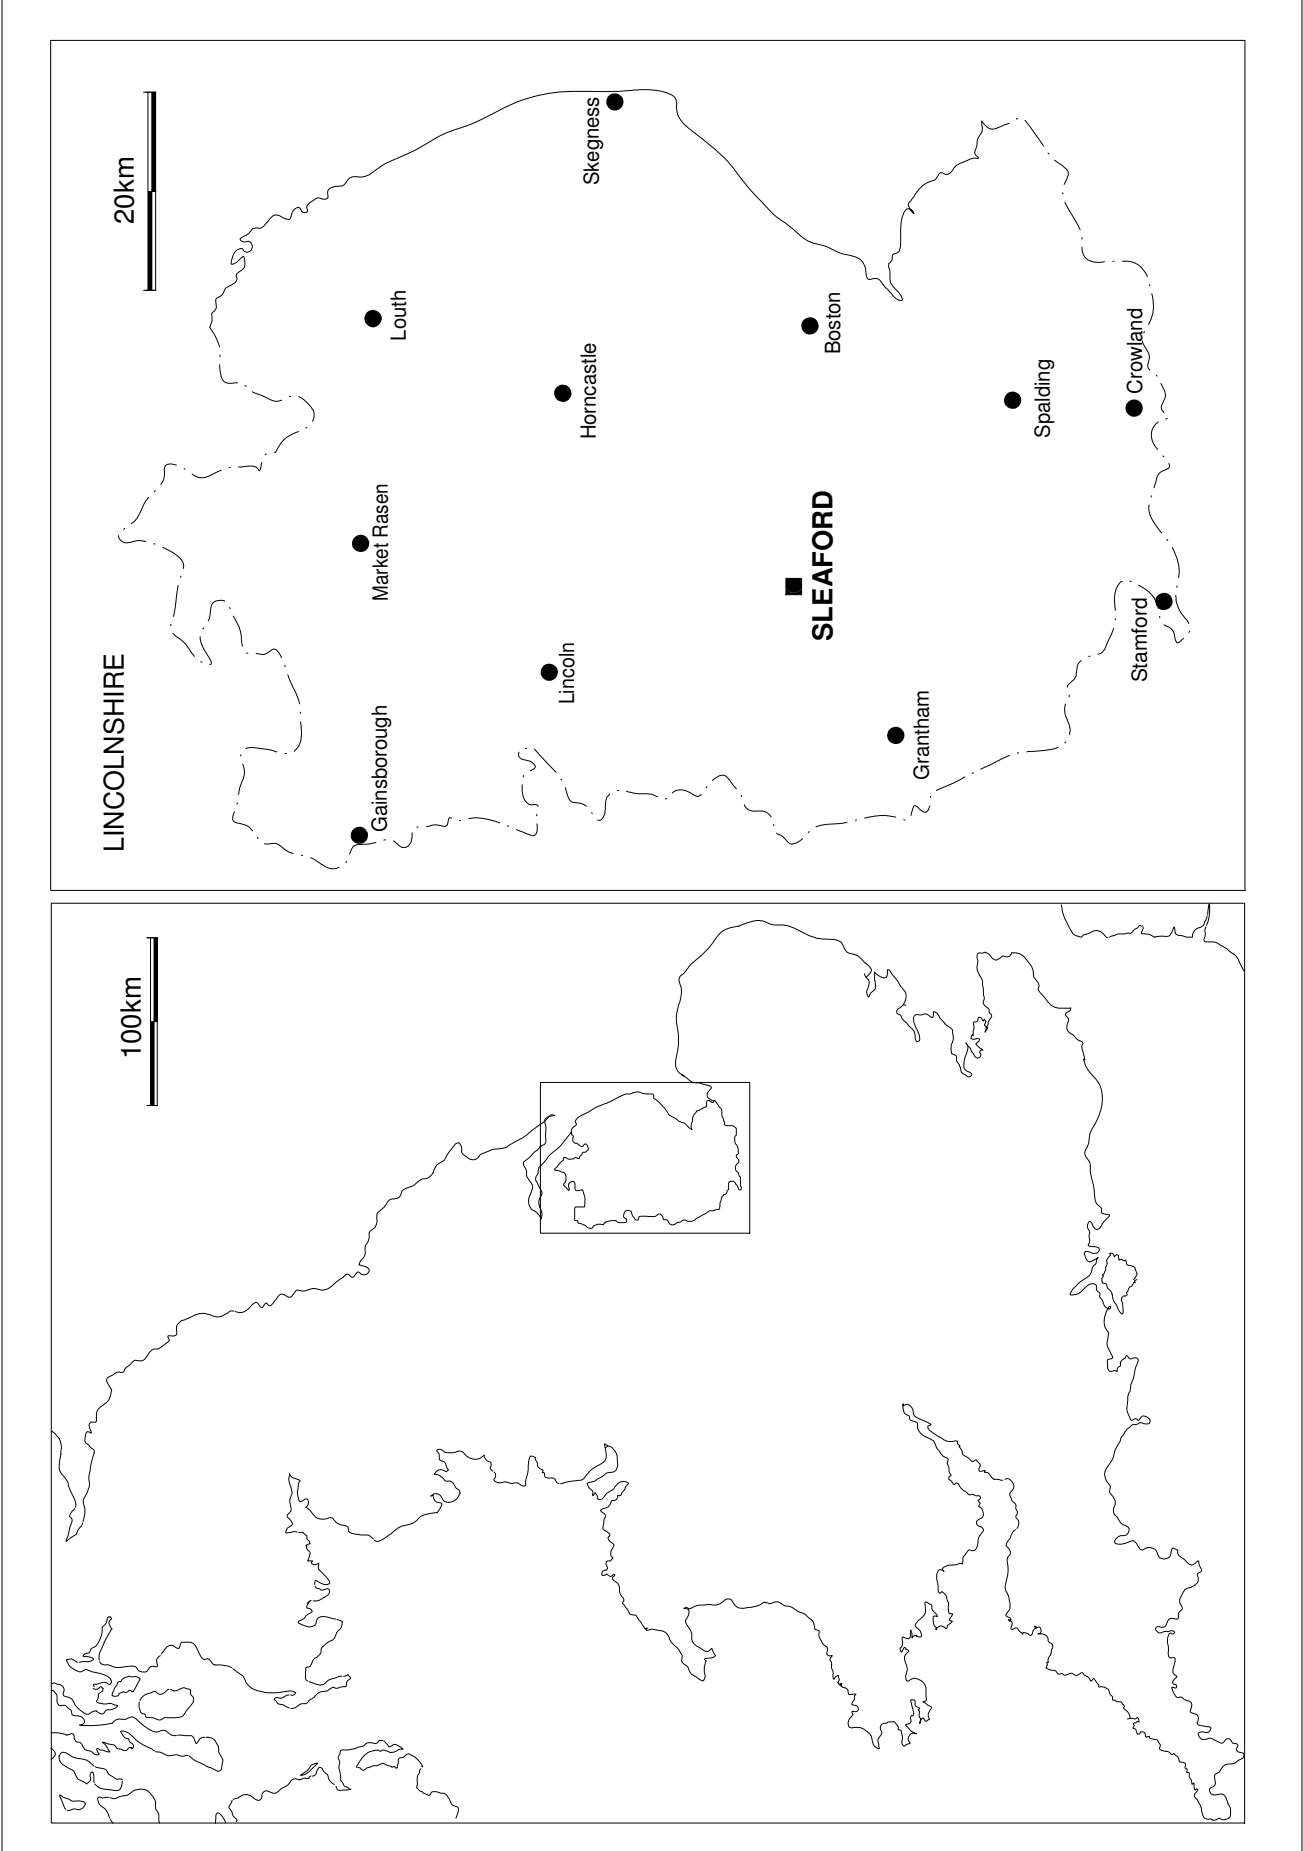 100km
LINCOLNSHIRE
20km
Gainsborough
Market Rasen
Louth
Lincoln
Horncastle
Skegness
SLEAFORD
Boston
Grantham
Spalding
Stamford
Crowland